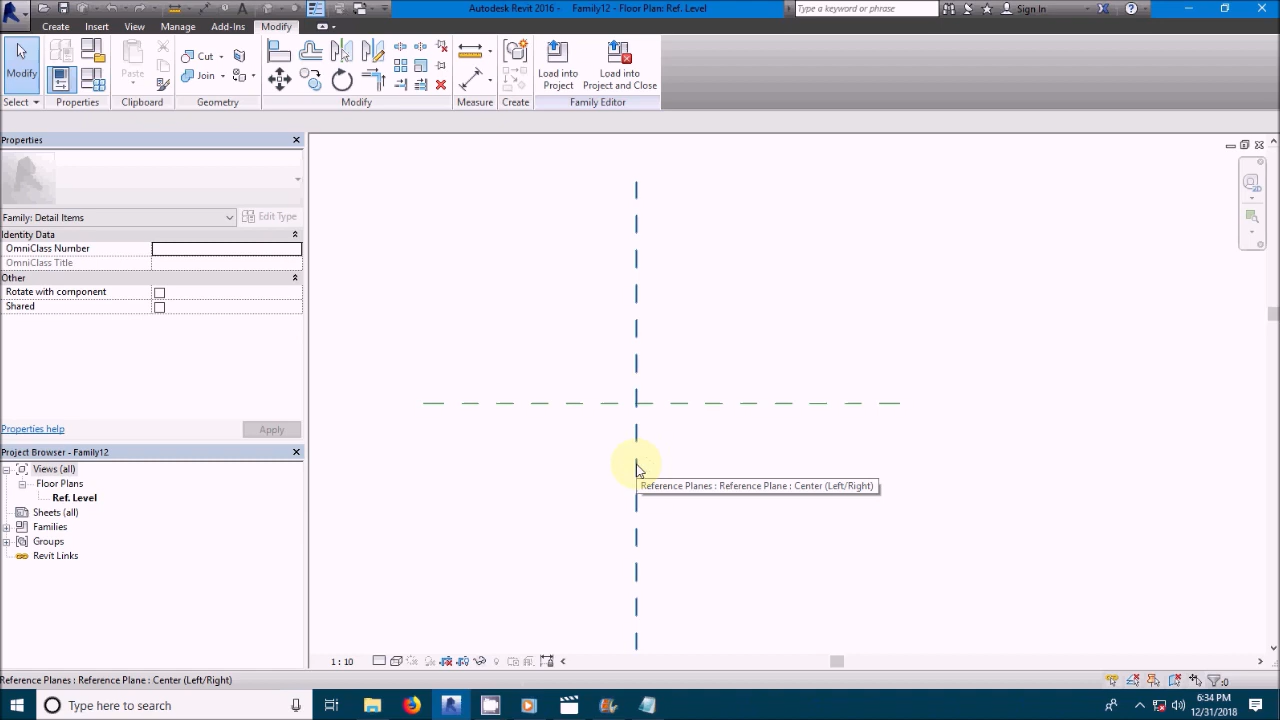 Autodesk Revit 2016 - Family12 - Floor Plan: Ref. Level
Type a keyword or phrase
Sign In
Create Insert View Manage Add-Ins Modify
Modify
Paste
Cut
Join
Load into Project
Load into Project and Close
Select Properties Clipboard Geometry Modify Measure Create Family Editor
Properties
Family: Detail Items
Edit Type
Identity Data
OmniClass Number
OmniClass Title
Other
Rotate with component
Shared
Properties help
Apply
Project Browser - Family12
Views (all)
Floor Plans
Ref. Level
Sheets (all)
Families
Groups
Revit Links
Reference Planes : Reference Plane : Center (Left/Right)
1 : 10
Reference Planes : Reference Plane : Center (Left/Right)
:0
Type here to search
6:34 PM
12/31/2018